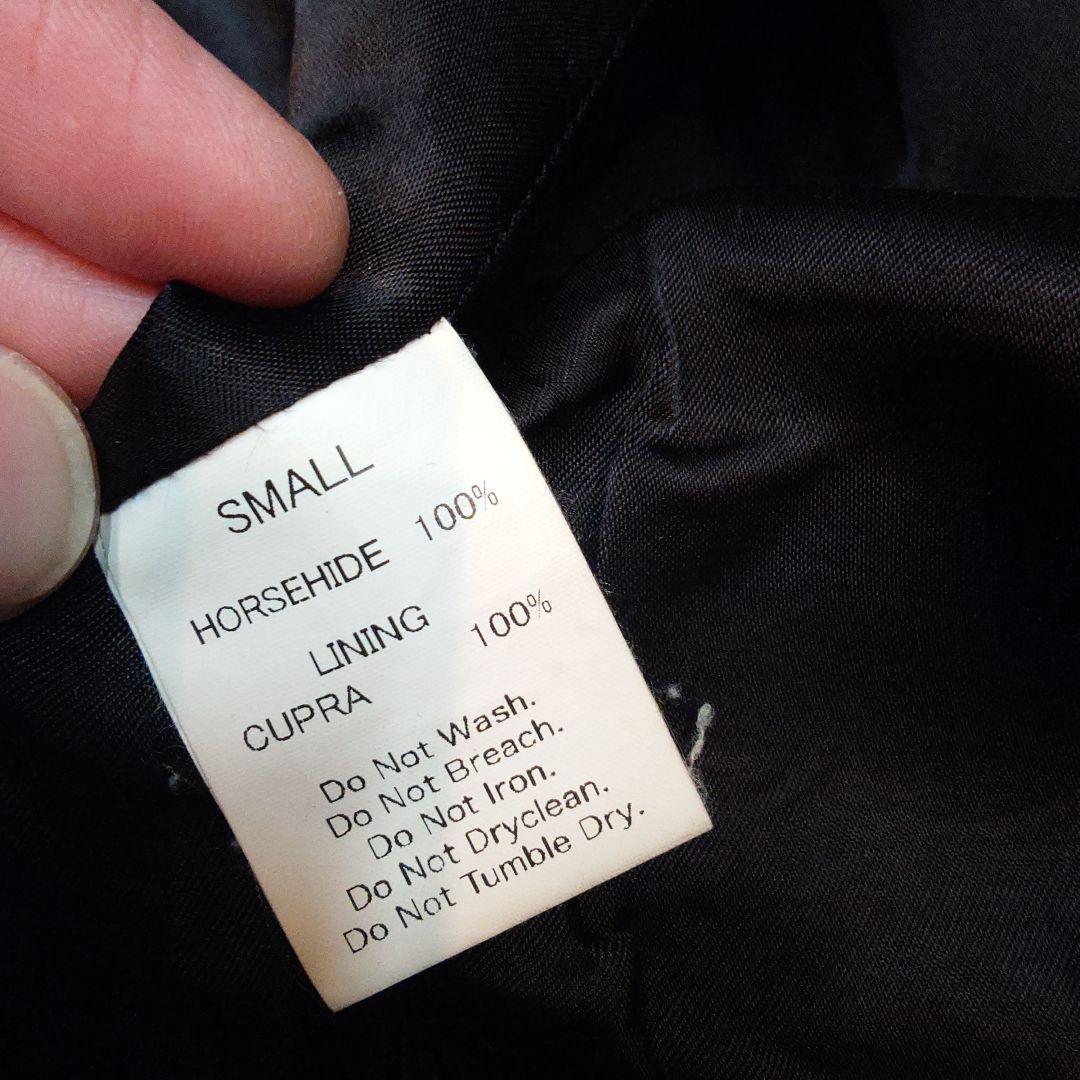 SMALL
HORSEHIDE 100%
LINING
CUPRA 100%
Do Not Wash.
Do Not Breach.
Do Not Iron.
Do Not Dryclean.
Do Not Tumble Dry.